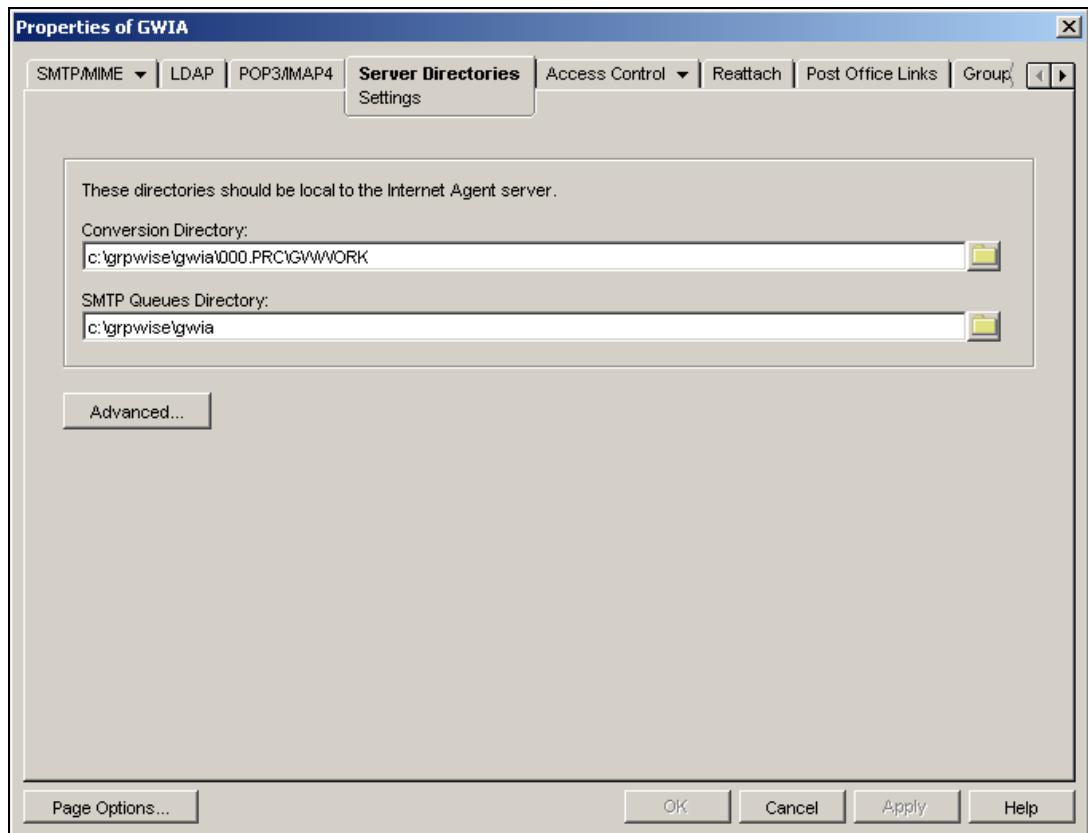 Properties of GWIA
SMTP/MIME LDAP POP3/IMAP4 Server Directories Access Control Reattach Post Office Links Group
Settings
These directories should be local to the Internet Agent server.
Conversion Directory:
c:\grpwise\gwia\000.PRC\GWWORK
SMTP Queues Directory:
c:\grpwise\gwia
Advanced...
Page Options... OK Cancel Apply Help